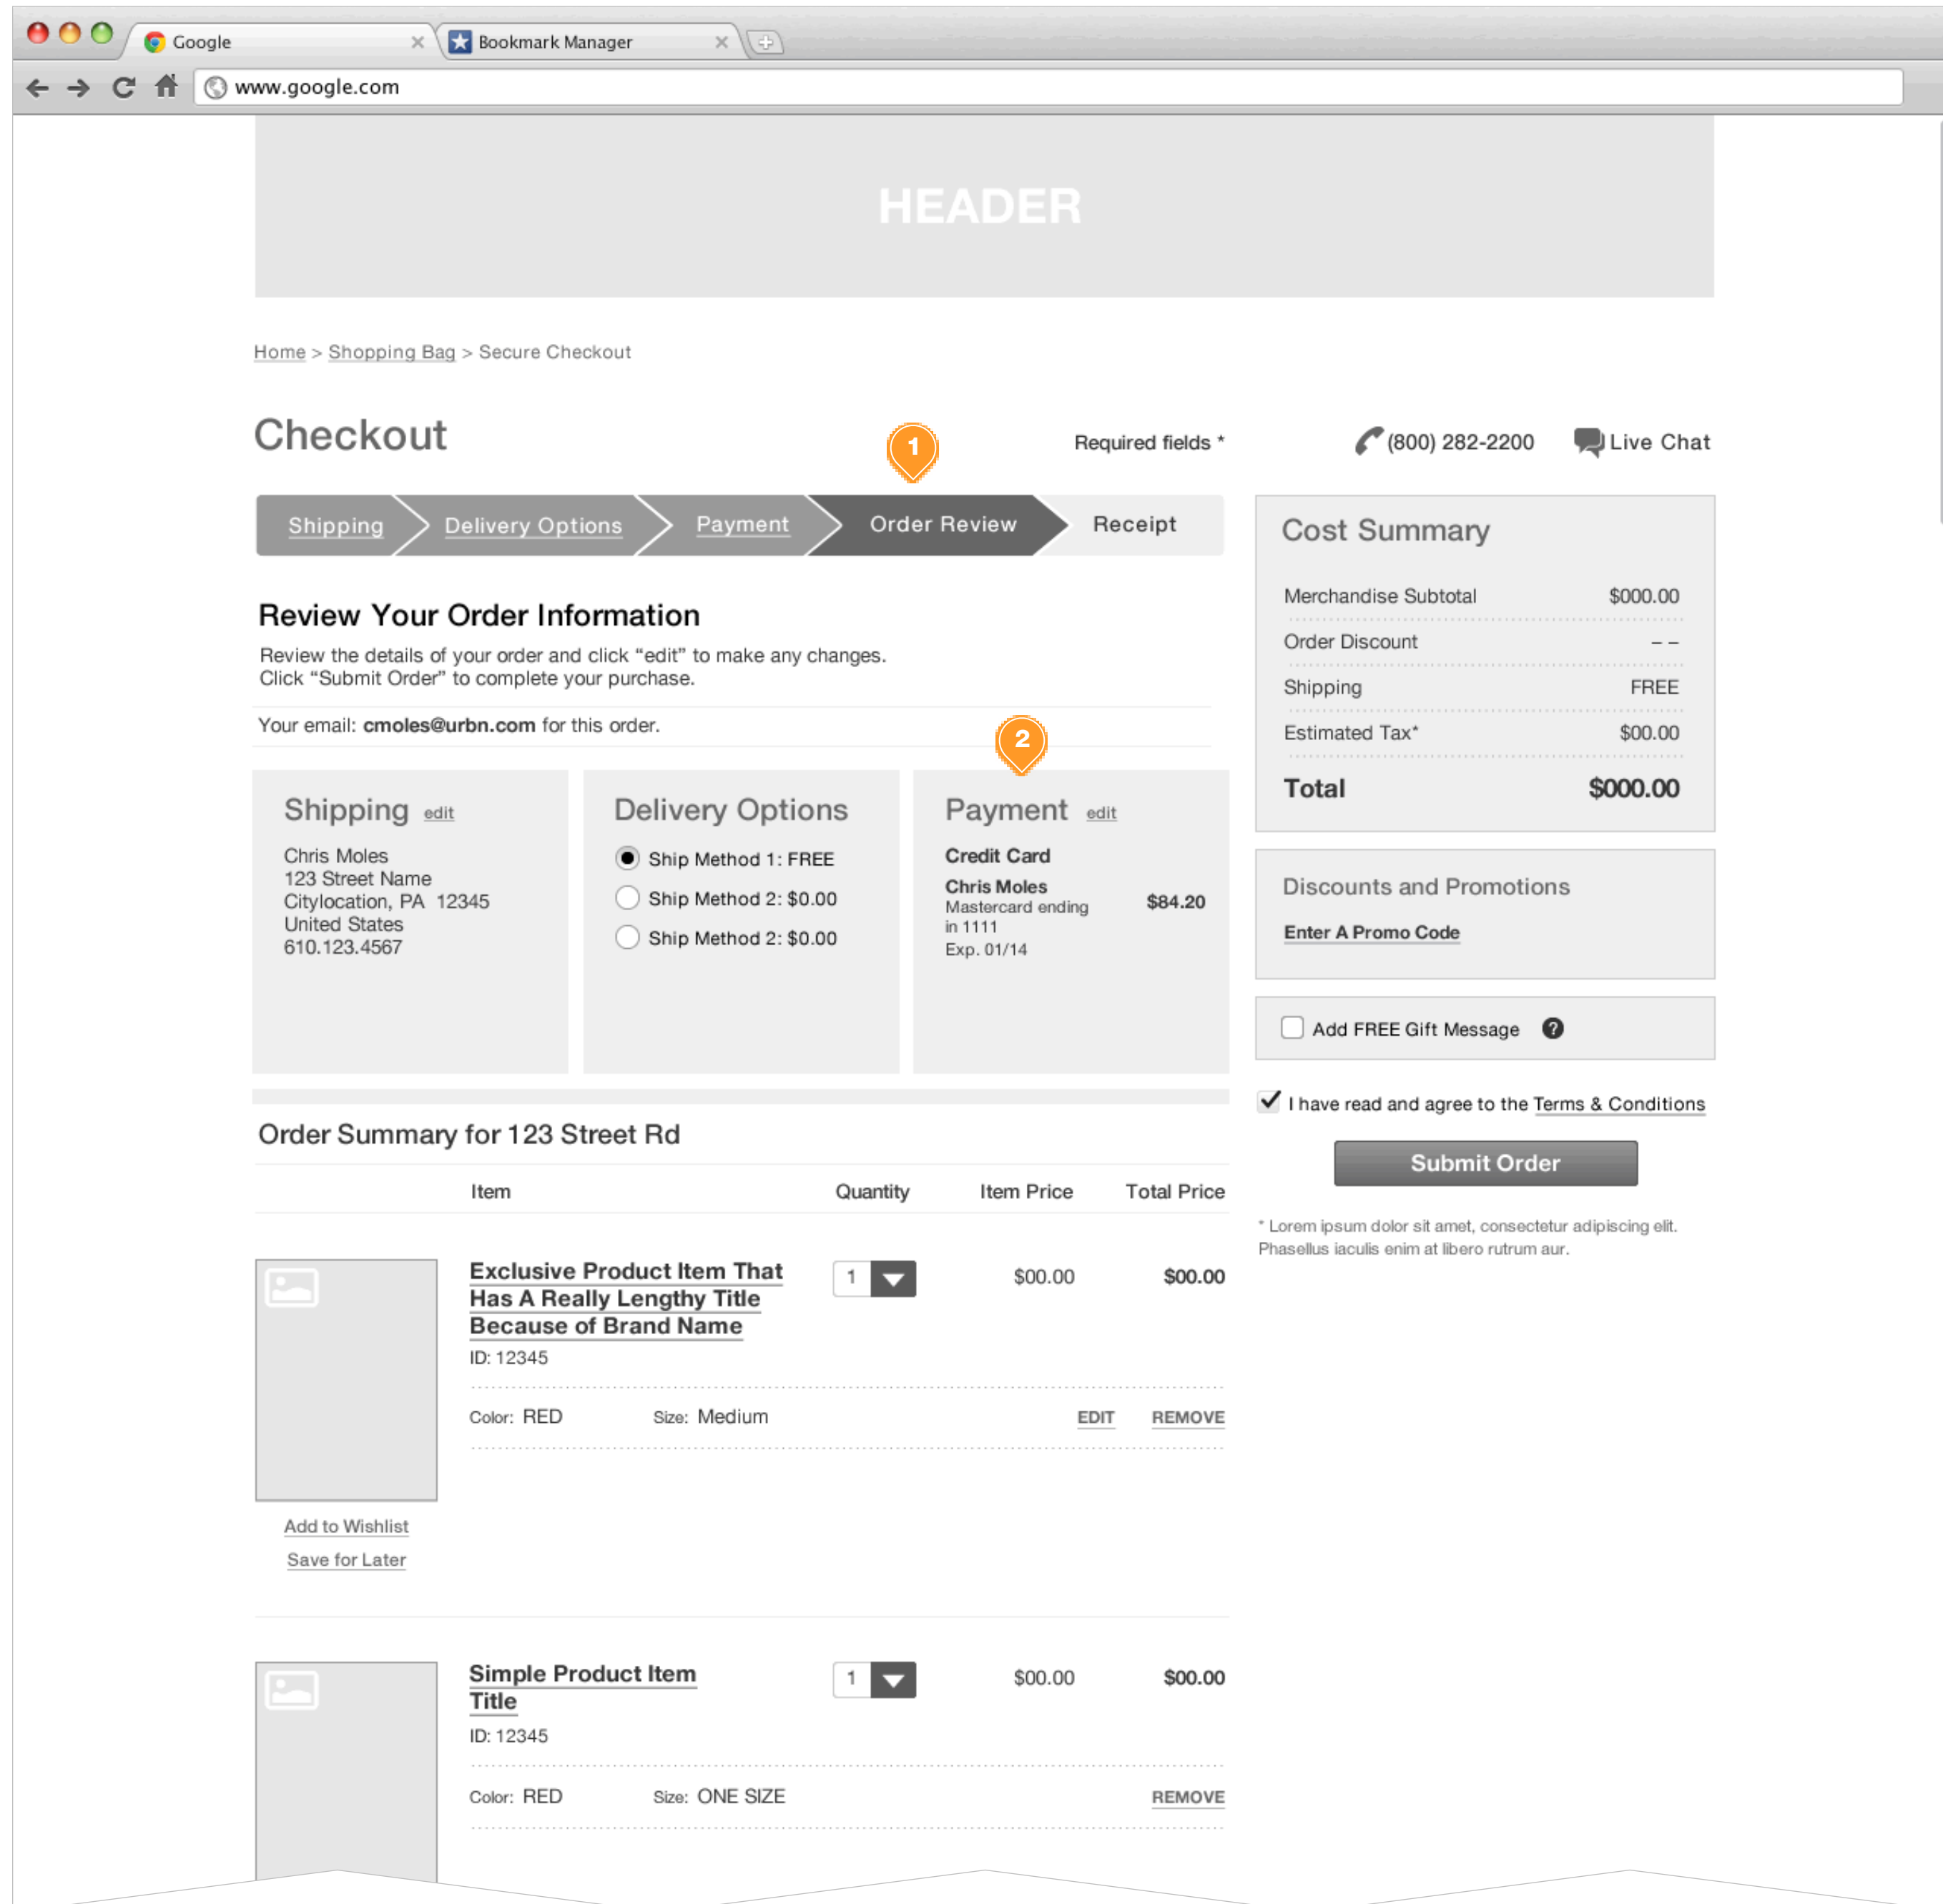 Google
Bookmark Manager
www.google.com
HEADER
Home > Shopping Bag > Secure Checkout
Checkout
1
Required fields *
(800) 282-2200
Live Chat
Shipping
Delivery Options
Payment
Order Review
Receipt
Review Your Order Information
Review the details of your order and click “edit” to make any changes.
Click “Submit Order” to complete your purchase.
Your email: cmoles@urbn.com for this order.
2
Shipping edit
Chris Moles
123 Street Name
Citylocation, PA 12345
United States
610.123.4567
Delivery Options
Ship Method 1: FREE
Ship Method 2: $0.00
Ship Method 2: $0.00
Payment edit
Credit Card
Chris Moles
Mastercard ending
in 1111
Exp. 01/14
$84.20
Cost Summary
Merchandise Subtotal $000.00
Order Discount – –
Shipping FREE
Estimated Tax* $00.00
Total $000.00
Discounts and Promotions
Enter A Promo Code
Add FREE Gift Message ?
I have read and agree to the Terms & Conditions
Submit Order
* Lorem ipsum dolor sit amet, consectetur adipiscing elit.
Phasellus iaculis enim at libero rutrum aur.
Order Summary for 123 Street Rd
Item Quantity Item Price Total Price
Exclusive Product Item That
Has A Really Lengthy Title
Because of Brand Name
ID: 12345
1 $00.00 $00.00
Color: RED Size: Medium EDIT REMOVE
Add to Wishlist
Save for Later
Simple Product Item
Title
ID: 12345
1 $00.00 $00.00
Color: RED Size: ONE SIZE REMOVE